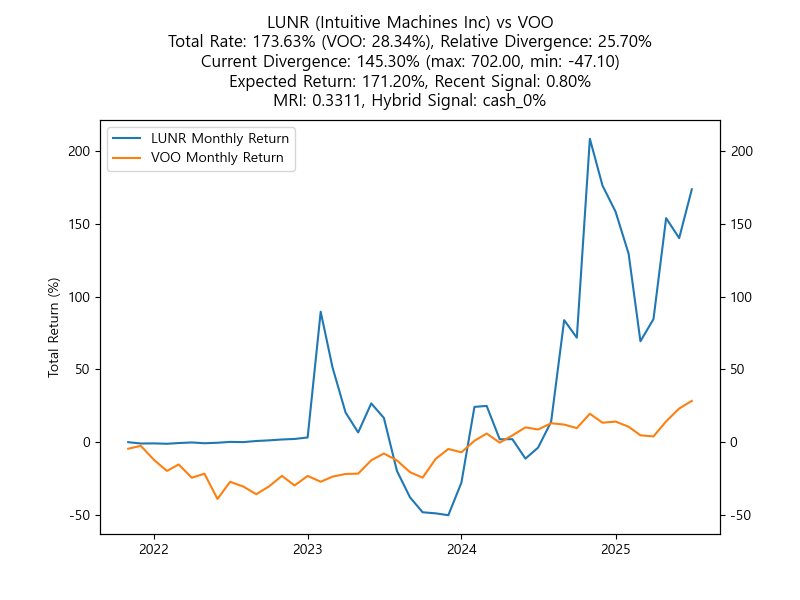 LUNR (Intuitive Machines Inc) vs VOO
Total Rate: 173.63% (VOO: 28.34%), Relative Divergence: 25.70%
Current Divergence: 145.30% (max: 702.00, min: -47.10)
Expected Return: 171.20%, Recent Signal: 0.80%
MRI: 0.3311, Hybrid Signal: cash_0%
LUNR Monthly Return
VOO Monthly Return
Total Return (%)
200
150
100
50
0
-50
200
150
100
50
0
-50
2022
2023
2024
2025